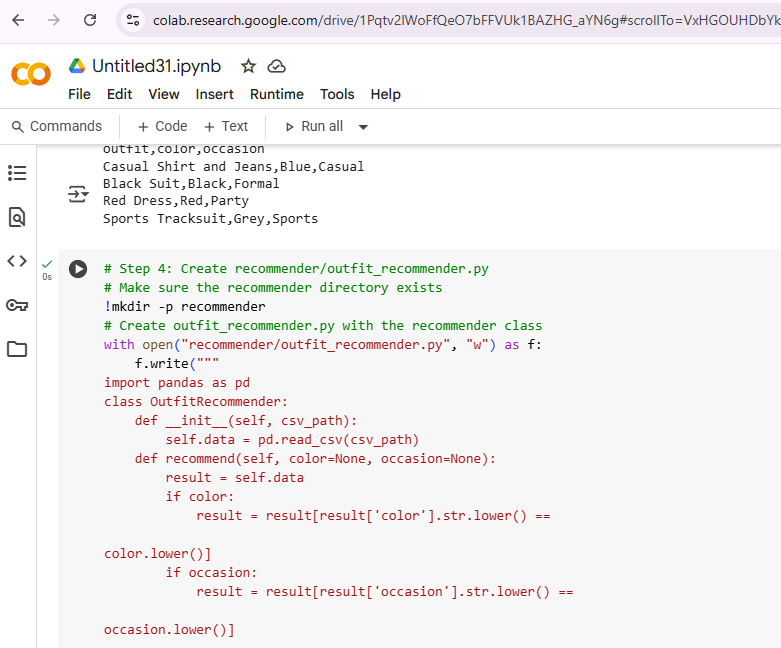 colab.research.google.com/drive/1Pqtv2IWoFfQeO7bFFVUk1BAZHG_aYN6g#scrollTo=VxHGOUHDbYk
Untitled31.ipynb
File Edit View Insert Runtime Tools Help
Commands + Code + Text Run all
outfit,color,occasion
Casual Shirt and Jeans,Blue,Casual
Black Suit,Black,Formal
Red Dress,Red,Party
Sports Tracksuit,Grey,Sports
0s
# Step 4: Create recommender/outfit_recommender.py
# Make sure the recommender directory exists
!mkdir -p recommender
# Create outfit_recommender.py with the recommender class
with open("recommender/outfit_recommender.py", "w") as f:
    f.write("""
import pandas as pd
class OutfitRecommender:
    def __init__(self, csv_path):
        self.data = pd.read_csv(csv_path)
    def recommend(self, color=None, occasion=None):
        result = self.data
        if color:
            result = result[result['color'].str.lower() ==
color.lower()]
        if occasion:
            result = result[result['occasion'].str.lower() ==
occasion.lower()]